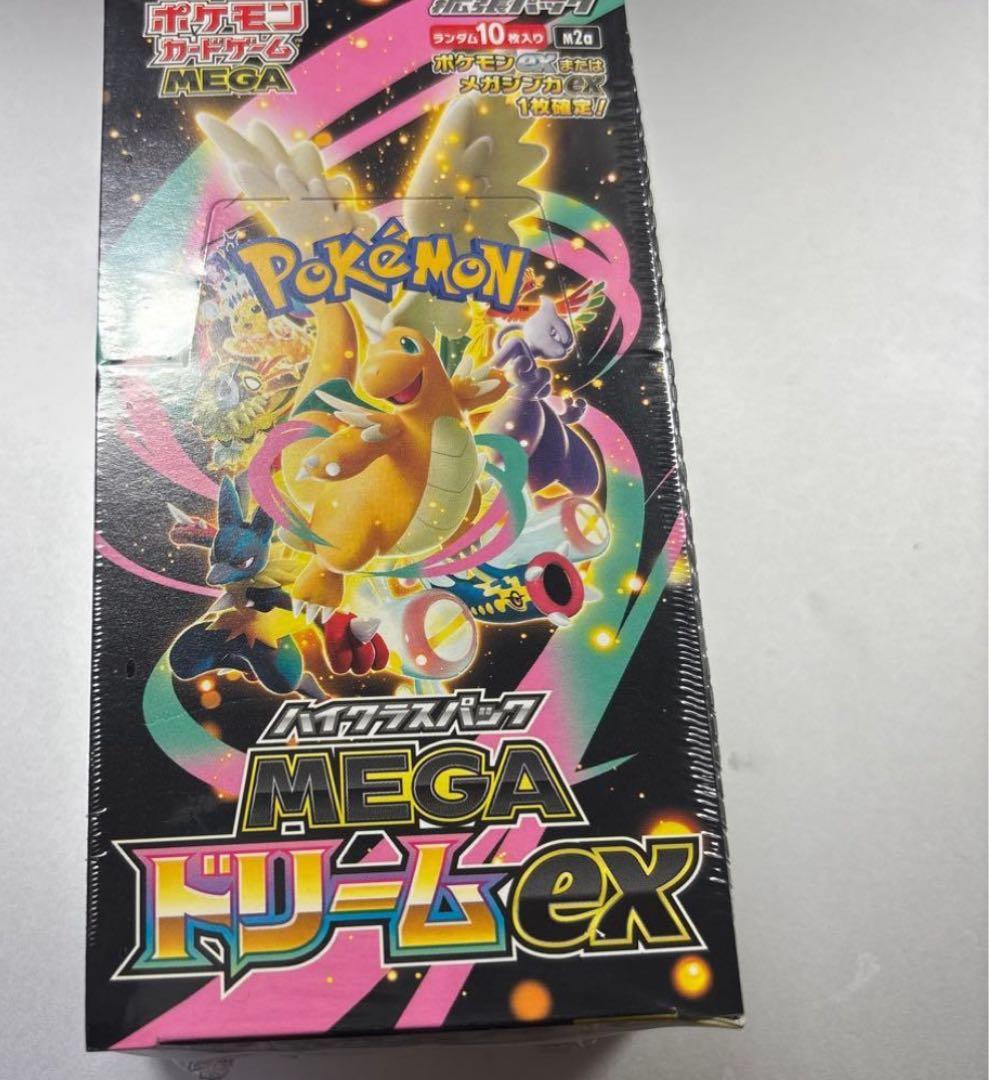 ポケモン
カードゲーム
MEGA
拡張パック
ランダム10枚入り M2a
ポケモンexまたは
メガシンカex
1枚確定!
POKÉMON
TM
ハイクラスパック
MEGA
ドリームex